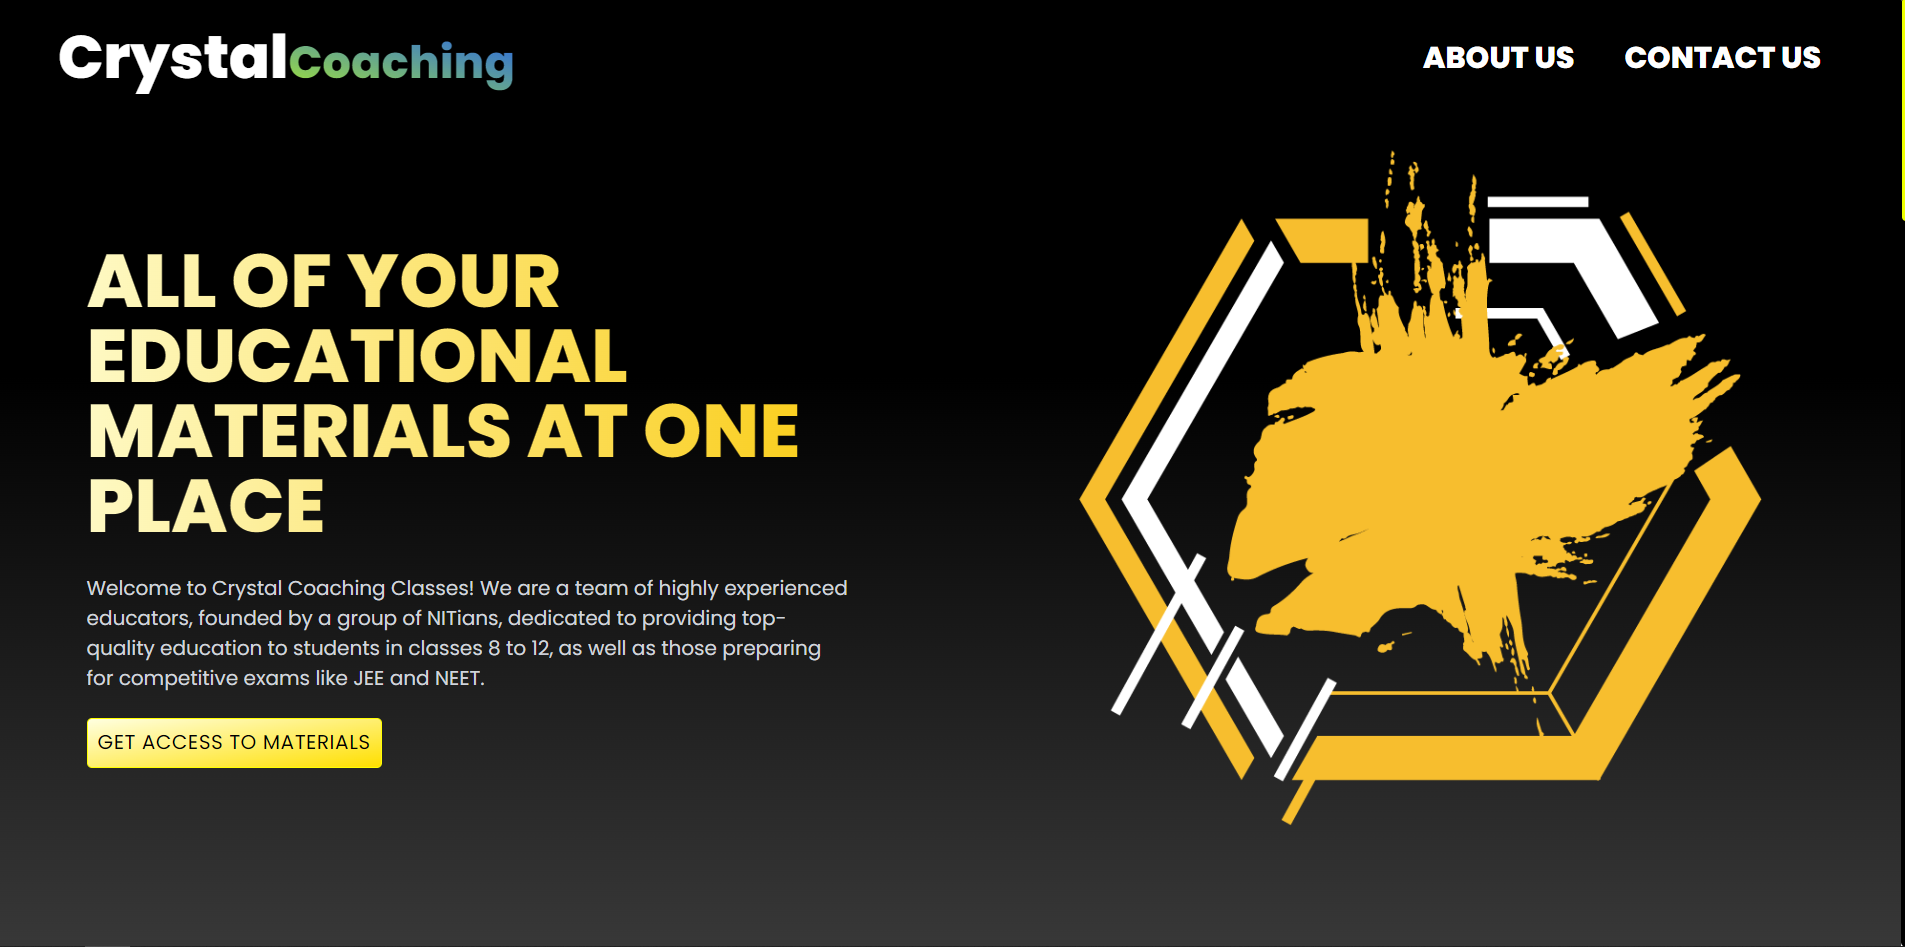 CrystalCoaching
ABOUT US CONTACT US
ALL OF YOUR
EDUCATIONAL
MATERIALS AT ONE
PLACE
Welcome to Crystal Coaching Classes! We are a team of highly experienced
educators, founded by a group of NITians, dedicated to providing top-
quality education to students in classes 8 to 12, as well as those preparing
for competitive exams like JEE and NEET.
GET ACCESS TO MATERIALS